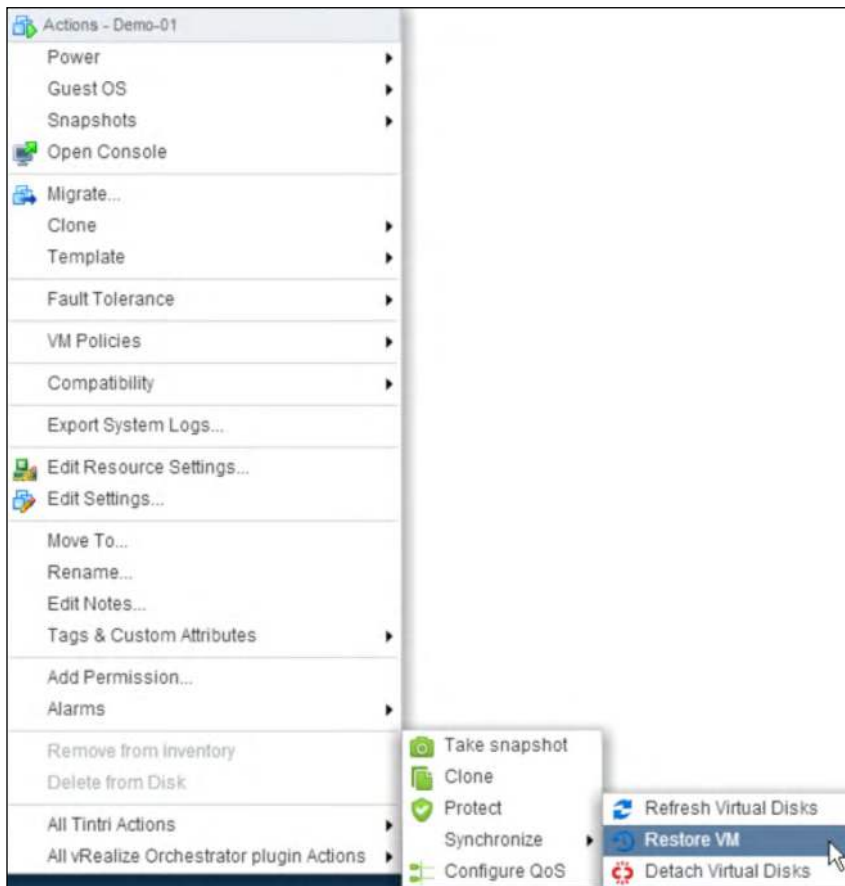 Actions - Demo-01
Power
Guest OS
Snapshots
Open Console
Migrate...
Clone
Template
Fault Tolerance
VM Policies
Compatibility
Export System Logs...
Edit Resource Settings...
Edit Settings...
Move To...
Rename...
Edit Notes...
Tags & Custom Attributes
Add Permission...
Alarms
Remove from Inventory
Delete from Disk
All Tintri Actions
All vRealize Orchestrator plugin Actions
Take snapshot
Clone
Protect
Synchronize
Configure QoS
Refresh Virtual Disks
Restore VM
Detach Virtual Disks